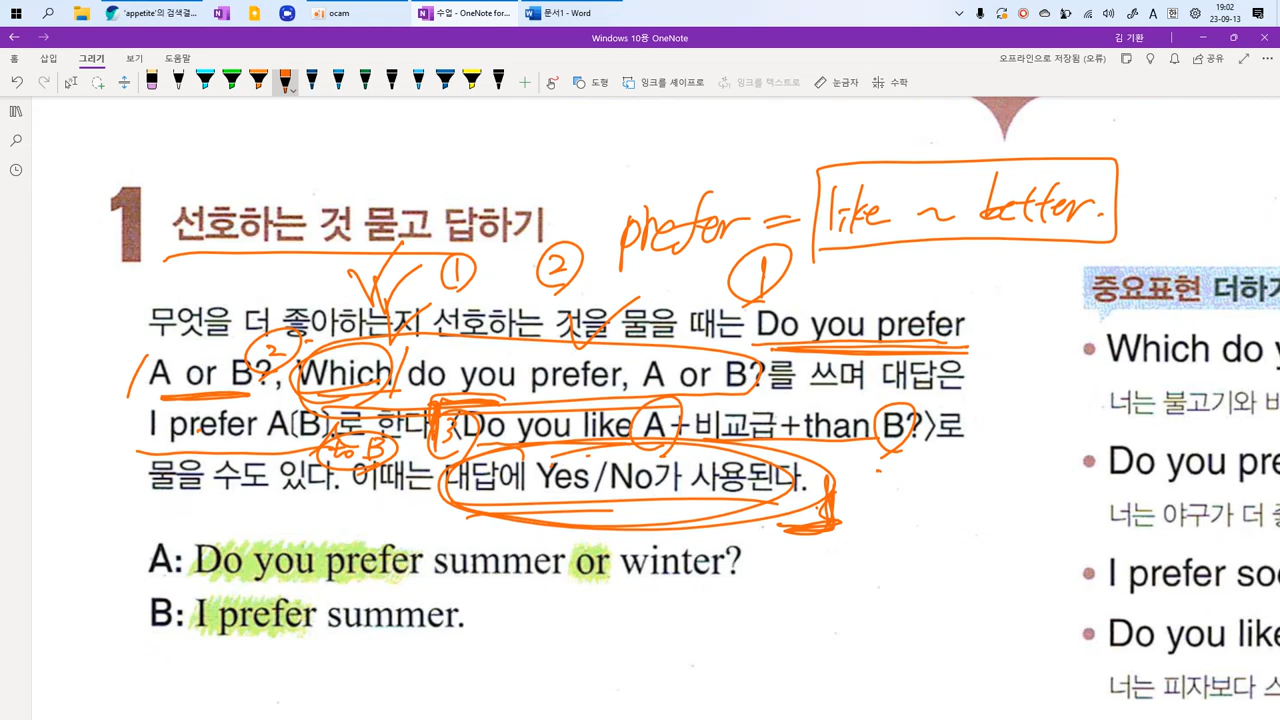 'appetite'의 검색결...
ocam
수업 - OneNote for...
문서1 - Word
A
한
19:02
23-09-13
Windows 10용 OneNote
김 기환
홈
삽입
그리기
보기
도움말
오프라인으로 저장됨 (오류)
공유
도형
잉크를 셰이프로
잉크를 텍스트로
눈금자
수학
1 선호하는 것 묻고 답하기
prefer = like ~ better.
① ② ①
무엇을 더 좋아하는지 선호하는 것을 물을 때는 Do you prefer
②
A or B?, Which do you prefer, A or B?를 쓰며 대답은
I prefer A(B)로 한다. 〈Do you like A+비교급+than B?〉로
to B
3
물을 수도 있다. 이때는 대답에 Yes/No가 사용된다.
A: Do you prefer summer or winter?
B: I prefer summer.
중요표현 더하기
Which do y
너는 불고기와 비
Do you pre
너는 야구가 더 좋
I prefer soc
Do you like
너는 피자보다 스